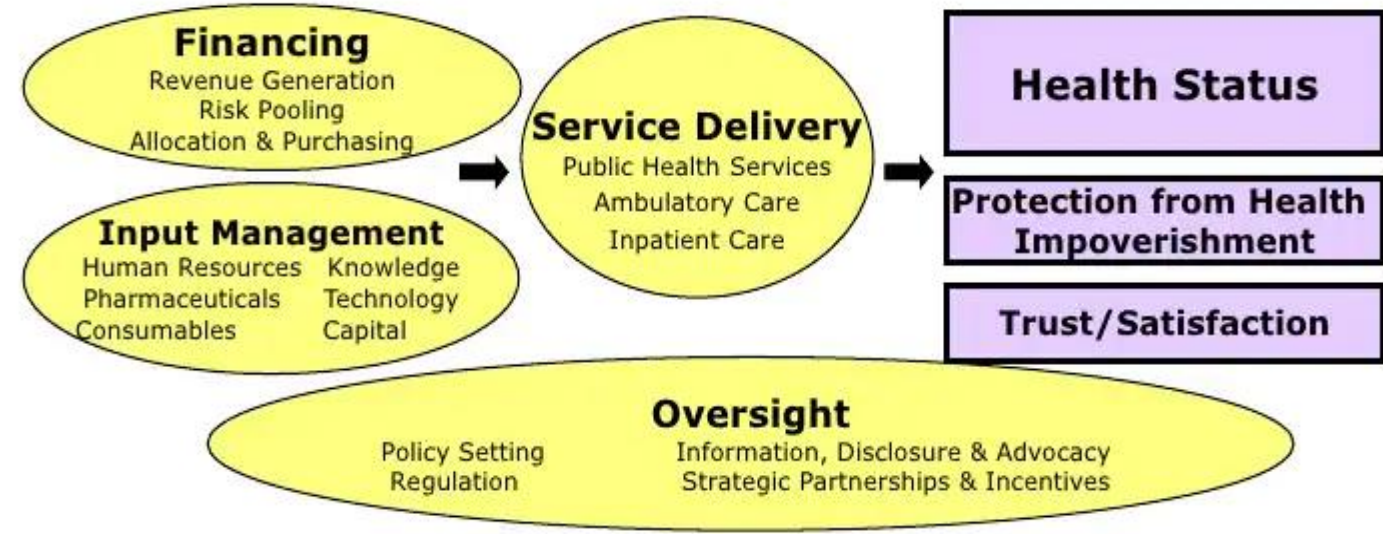 Financing
Revenue Generation
Risk Pooling
Allocation & Purchasing
Input Management
Human Resources Knowledge
Pharmaceuticals Technology
Consumables Capital
Service Delivery
Public Health Services
Ambulatory Care
Inpatient Care
Health Status
Protection from Health
Impoverishment
Trust/Satisfaction
Oversight
Policy Setting Information, Disclosure & Advocacy
Regulation Strategic Partnerships & Incentives